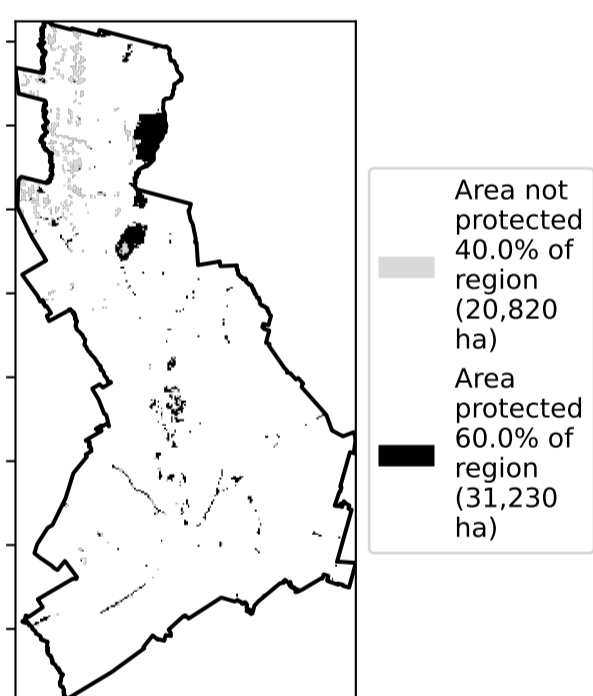 Area not
protected
40.0% of
region
(20,820
ha)
Area
protected
60.0% of
region
(31,230
ha)